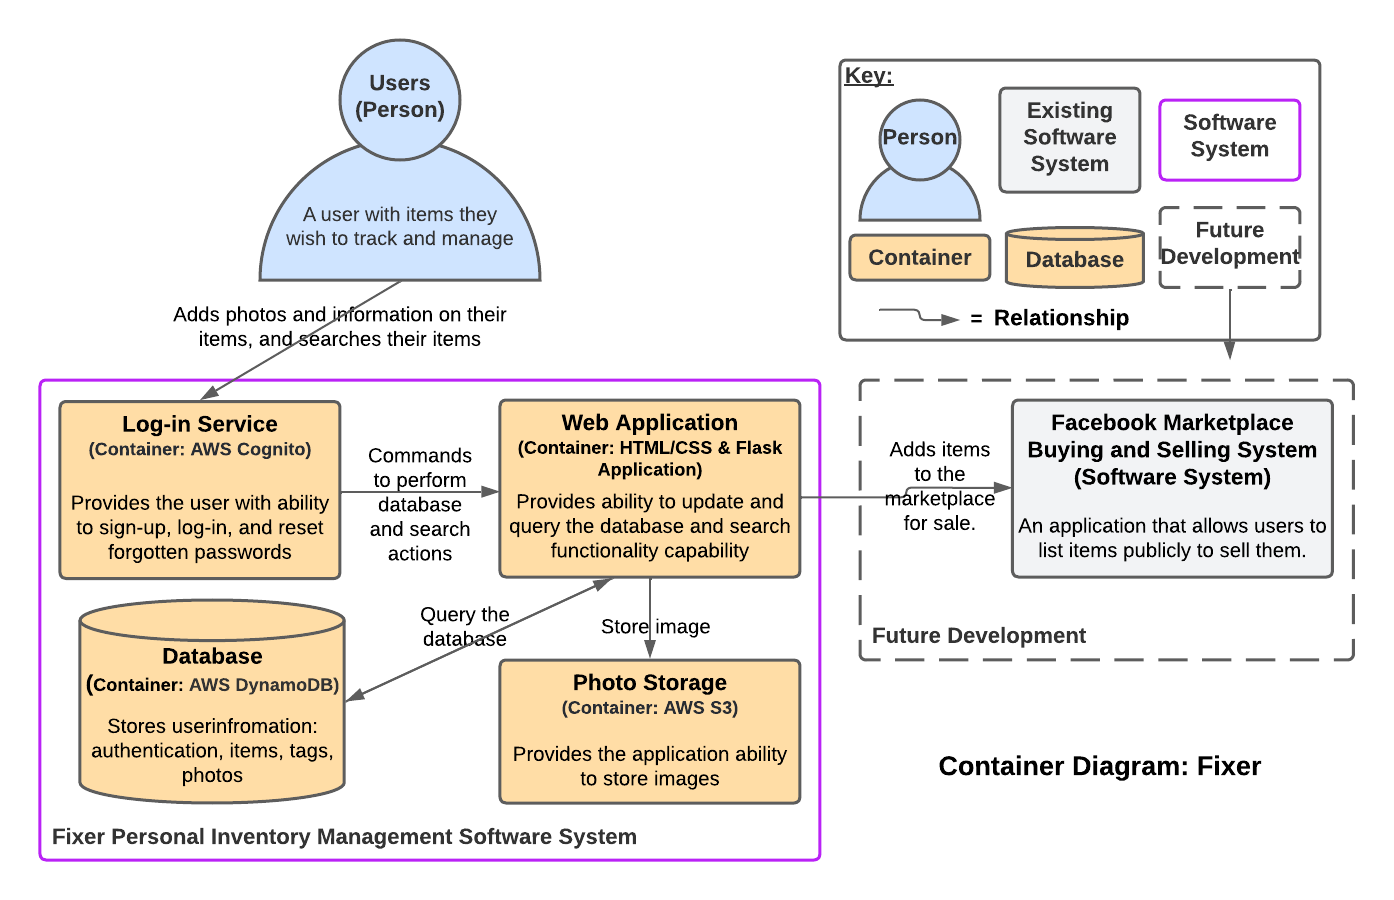 Users
(Person)
A user with items they
wish to track and manage
Adds photos and information on their
items, and searches their items
Key:
Person
Existing
Software
System
Software
System
Container
Database
Future
Development
= Relationship
Log-in Service
(Container: AWS Cognito)
Provides the user with ability
to sign-up, log-in, and reset
forgotten passwords
Commands
to perform
database
and search
actions
Web Application
(Container: HTML/CSS & Flask
Application)
Provides ability to update and
query the database and search
functionality capability
Adds items
to the
marketplace
for sale.
Facebook Marketplace
Buying and Selling System
(Software System)
An application that allows users to
list items publicly to sell them.
Future Development
Query the
database
Store image
Database
(Container: AWS DynamoDB)
Stores userinfromation:
authentication, items, tags,
photos
Photo Storage
(Container: AWS S3)
Provides the application ability
to store images
Fixer Personal Inventory Management Software System
Container Diagram: Fixer